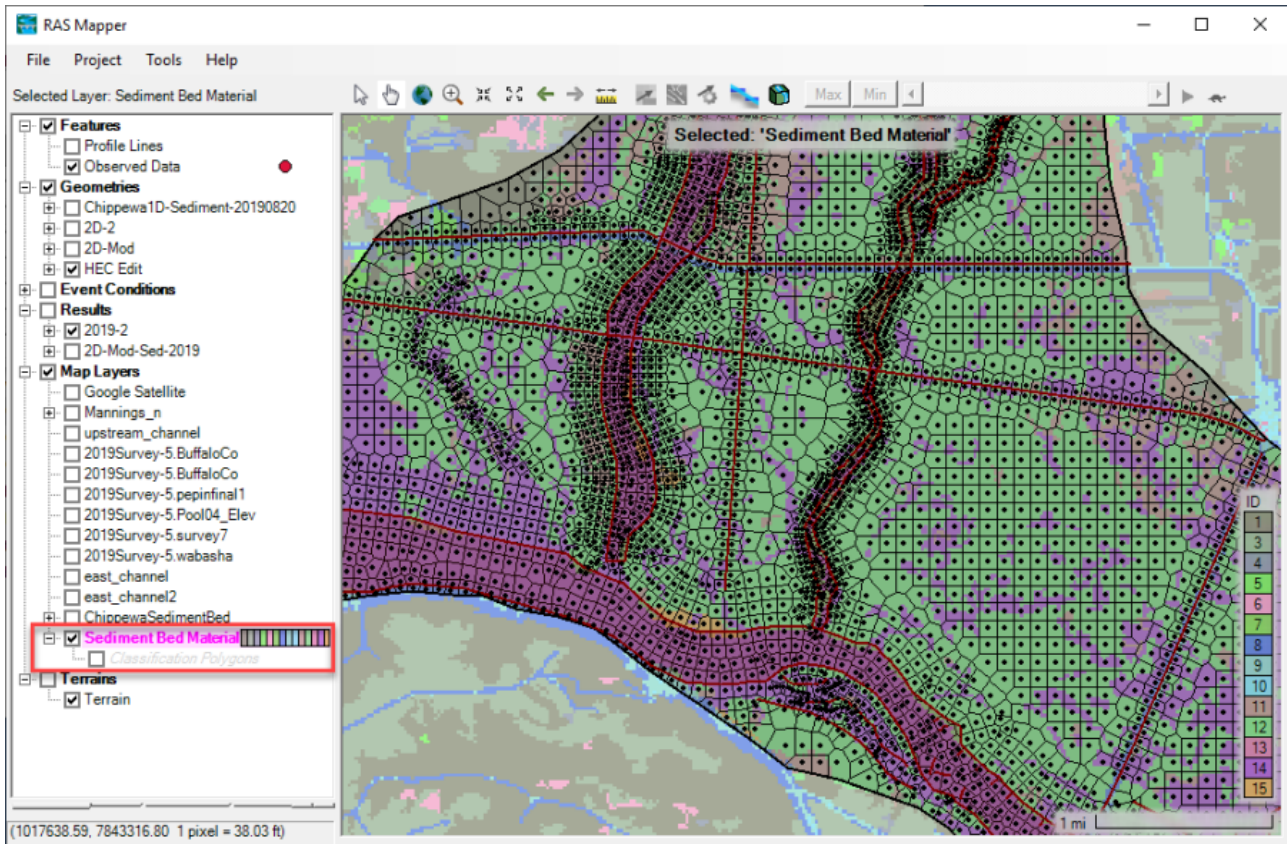 RAS Mapper
File Project Tools Help
Selected Layer: Sediment Bed Material
Max Min
Features
Profile Lines
Observed Data
Geometries
Chippewa1D-Sediment-20190820
2D-2
2D-Mod
HEC Edit
Event Conditions
Results
2019-2
2D-Mod-Sed-2019
Map Layers
Google Satellite
Mannings_n
upstream_channel
2019Survey-5.BuffaloCo
2019Survey-5.BuffaloCo
2019Survey-5.pepinfinal1
2019Survey-5.Pool04_Elev
2019Survey-5.survey7
2019Survey-5.wabasha
east_channel
east_channel2
ChippewaSedimentBed
Sediment Bed Material
Classification Polygons
Terrains
Terrain
(1017638.59, 7843316.80 1 pixel = 38.03 ft)
Selected: 'Sediment Bed Material'
ID
1
3
4
5
6
7
8
9
10
11
12
13
14
15
1 mi